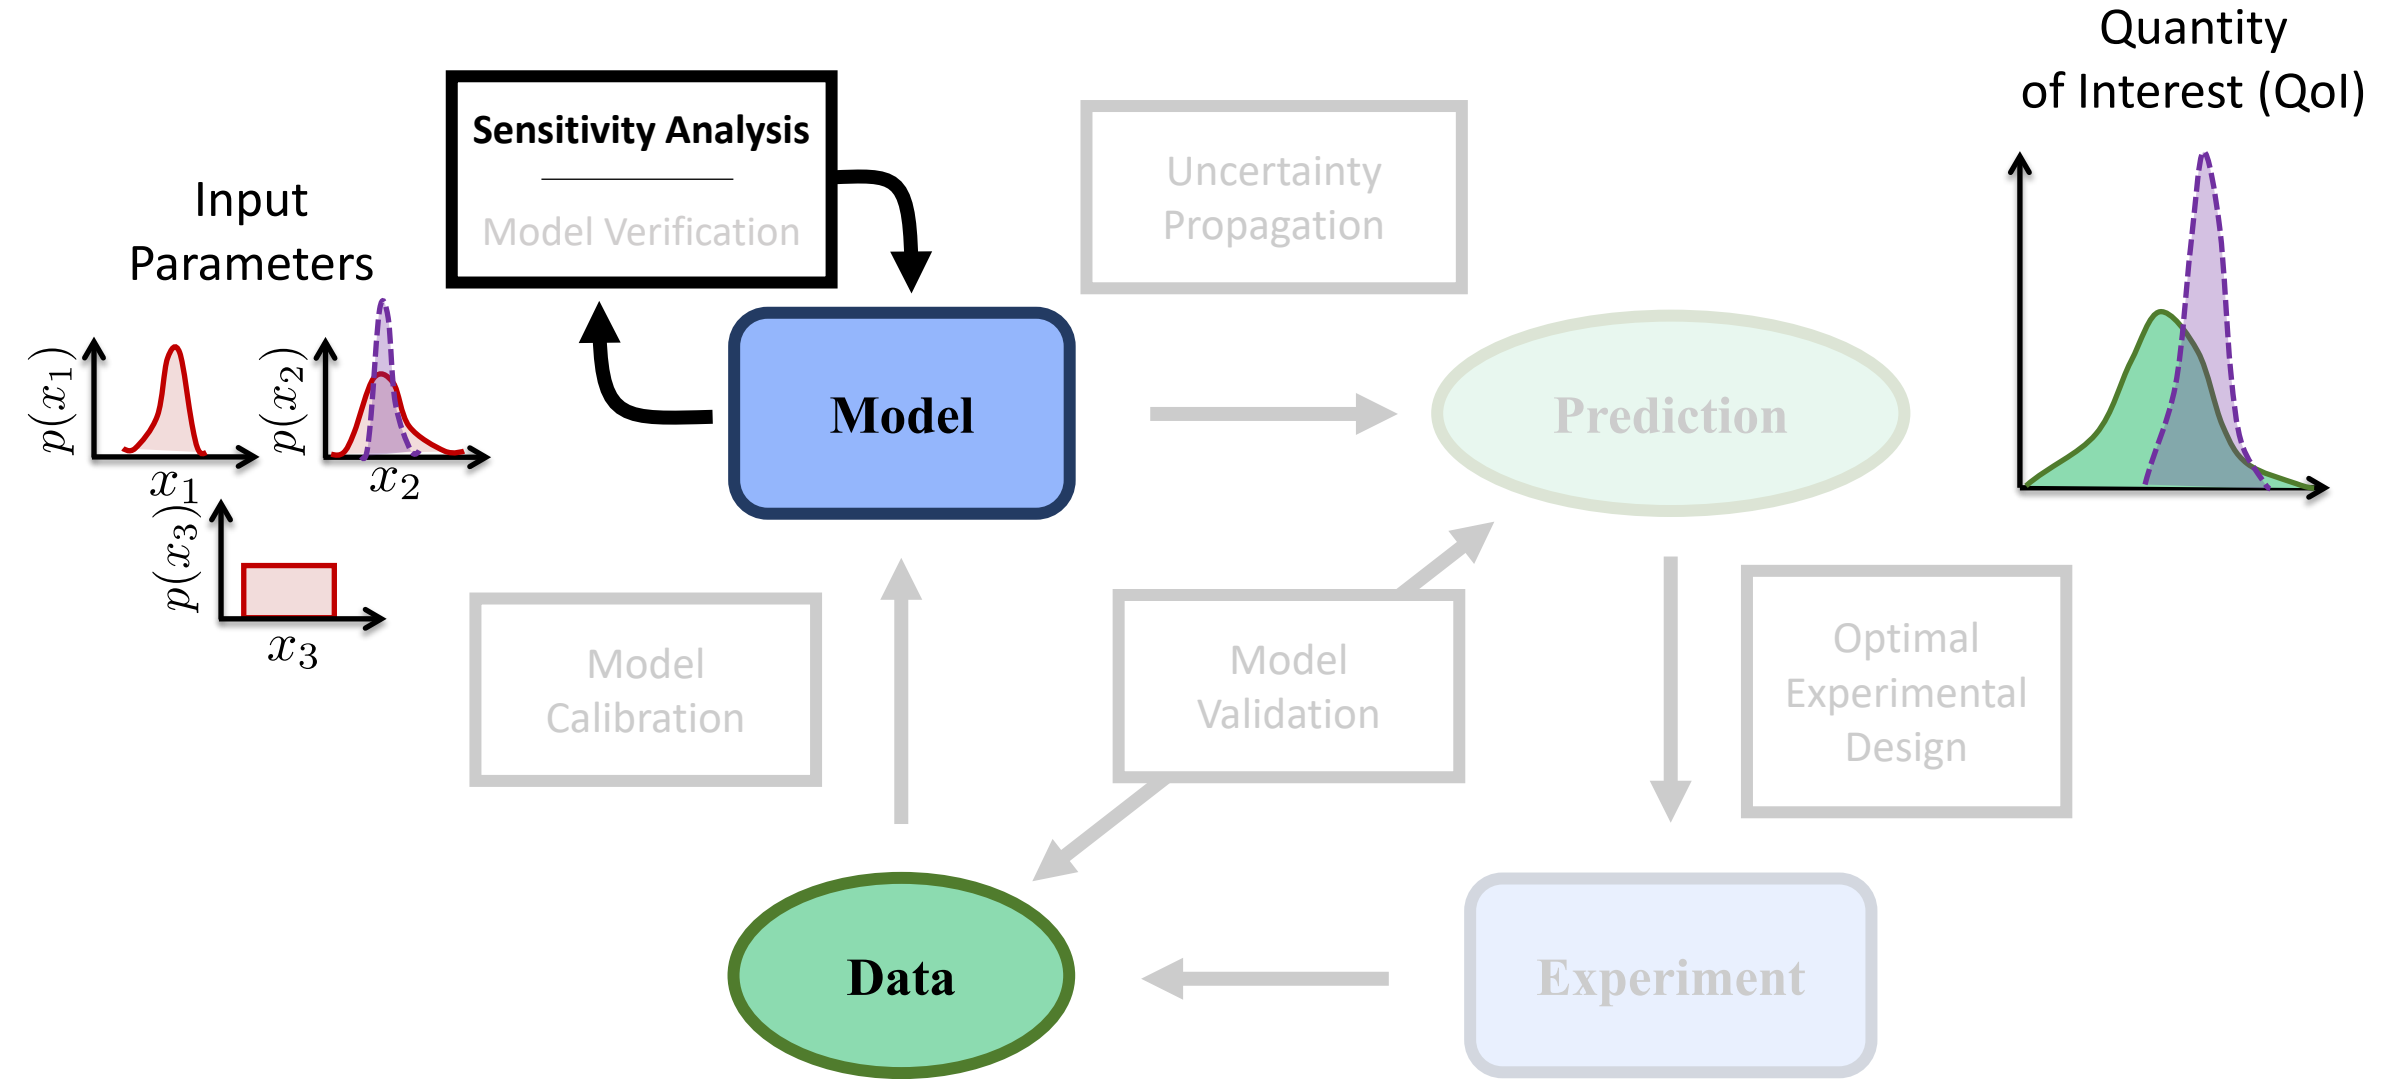 Quantity
of Interest (QoI)
Sensitivity Analysis
Model Verification
Uncertainty
Propagation
Input
Parameters
p(x₁)
x₁
p(x₂)
x₂
p(x₃)
x₃
Model
Prediction
Model
Calibration
Model
Validation
Optimal
Experimental
Design
Data
Experiment